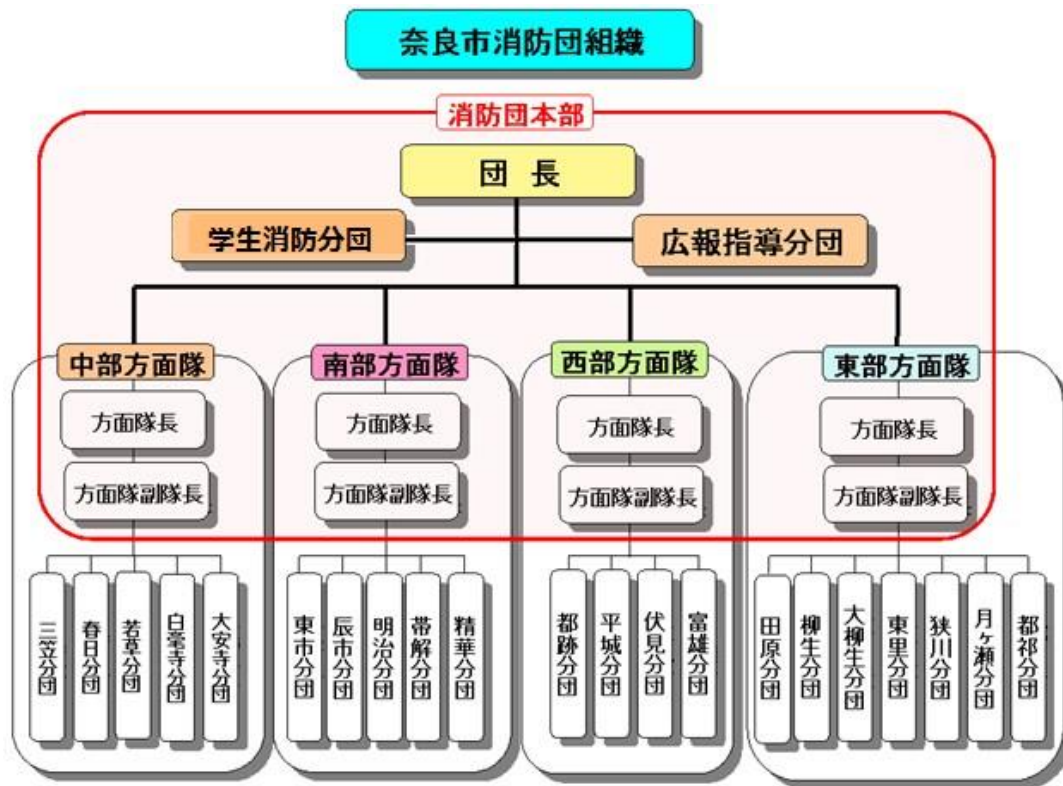 奈良市消防団組織
消防団本部
団 長
学生消防分団
広報指導分団
中部方面隊
方面隊長
方面隊副隊長
三笠分団
春日分団
若草分団
白毫寺分団
大安寺分団
南部方面隊
方面隊長
方面隊副隊長
東市分団
辰市分団
明治分団
帯解分団
精華分団
西部方面隊
方面隊長
方面隊副隊長
都跡分団
平城分団
伏見分団
富雄分団
東部方面隊
方面隊長
方面隊副隊長
田原分団
柳生分団
大柳生分団
東里分団
狭川分団
月ヶ瀬分団
都祁分団